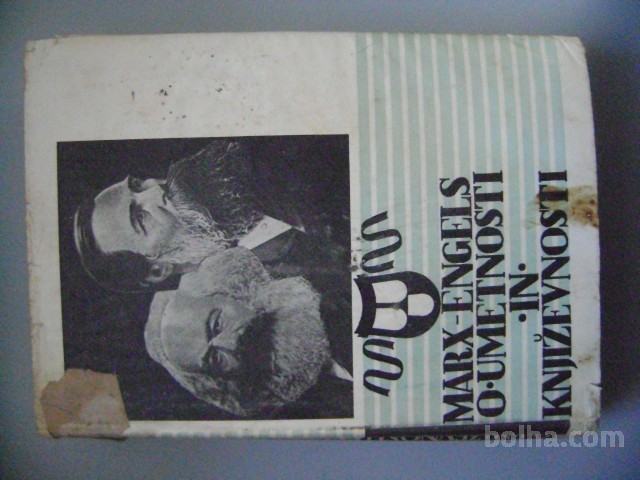 MARX-ENGELS
O·UMETNOSTI
·IN·
KNJIŽEVNOSTI
bolha.com